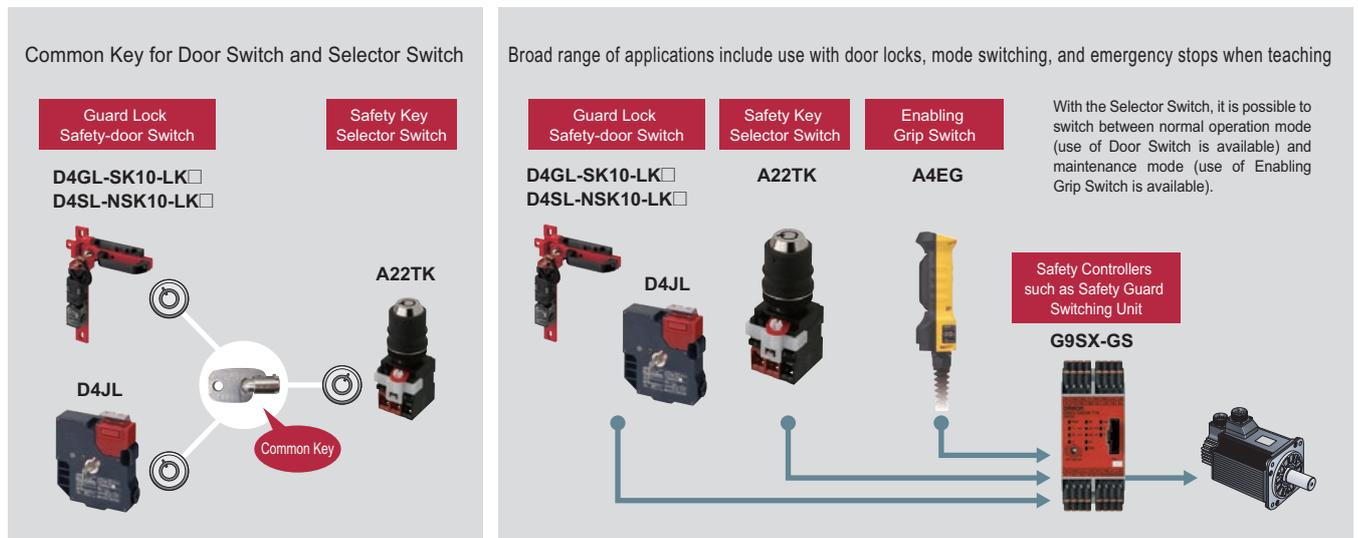 Common Key for Door Switch and Selector Switch
Guard Lock
Safety-door Switch
Safety Key
Selector Switch
D4GL-SK10-LK□
D4SL-NSK10-LK□
A22TK
D4JL
Common Key
Broad range of applications include use with door locks, mode switching, and emergency stops when teaching
Guard Lock
Safety-door Switch
Safety Key
Selector Switch
Enabling
Grip Switch
With the Selector Switch, it is possible to
switch between normal operation mode
(use of Door Switch is available) and
maintenance mode (use of Enabling
Grip Switch is available).
D4GL-SK10-LK□
D4SL-NSK10-LK□
A22TK
A4EG
D4JL
Safety Controllers
such as Safety Guard
Switching Unit
G9SX-GS